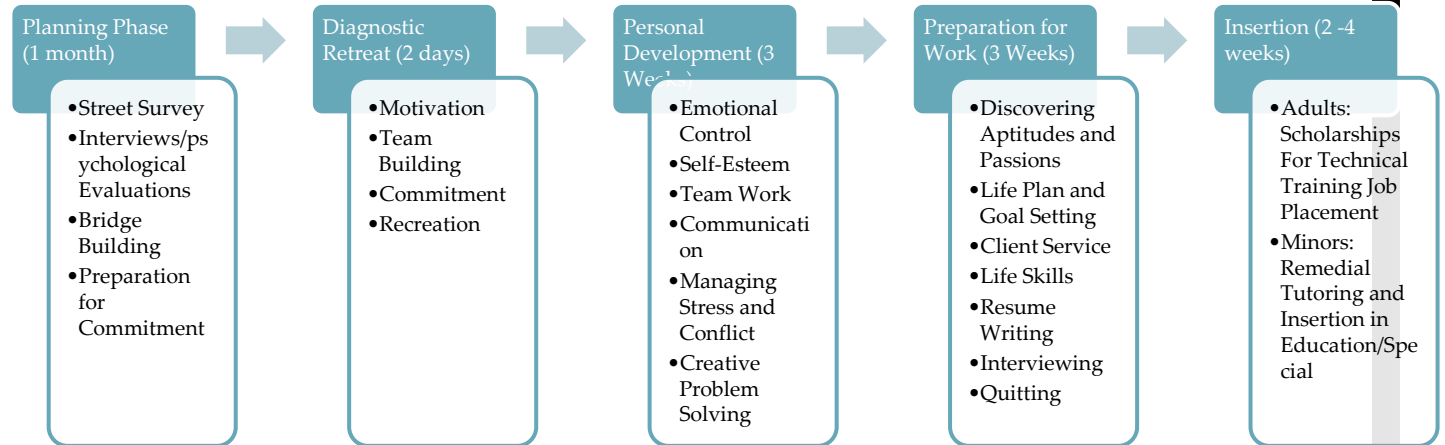 Planning Phase
(1 month)
•Street Survey
•Interviews/ps
ychological
Evaluations
•Bridge
Building
•Preparation
for
Commitment
Diagnostic
Retreat (2 days)
•Motivation
•Team
Building
•Commitment
•Recreation
Personal
Development (3
Weeks)
•Emotional
Control
•Self-Esteem
•Team Work
•Communicati
on
•Managing
Stress and
Conflict
•Creative
Problem
Solving
Preparation for
Work (3 Weeks)
•Discovering
Aptitudes and
Passions
•Life Plan and
Goal Setting
•Client Service
•Life Skills
•Resume
Writing
•Interviewing
•Quitting
Insertion (2 -4
weeks)
•Adults:
Scholarships
For Technical
Training Job
Placement
•Minors:
Remedial
Tutoring and
Insertion in
Education/Spe
cial